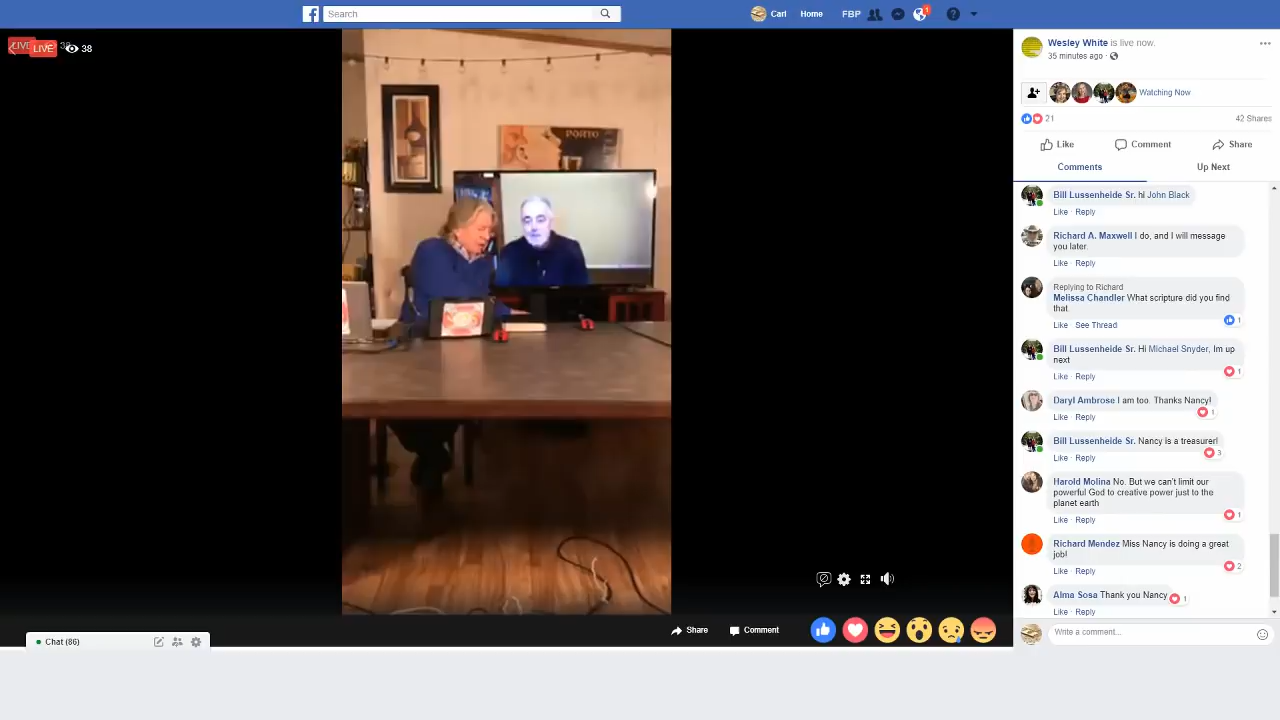 Search
Carl
Home
FBP
1
LIVE
LIVE
38
PORTO
Wesley White is live now.
35 minutes ago ·
Watching Now
21
42 Shares
Like
Comment
Share
Comments
Up Next
Bill Lussenheide Sr. hi John Black
Like · Reply
Richard A. Maxwell I do, and I will message
you later.
Like · Reply
Replying to Richard
Melissa Chandler What scripture did you find
that.
1
Like · See Thread
Bill Lussenheide Sr. HI Michael Snyder, Im up
next
1
Like · Reply
Daryl Ambrose I am too. Thanks Nancy!
1
Like · Reply
Bill Lussenheide Sr. Nancy is a treasurer!
3
Like · Reply
Harold Molina No. But we can't limit our
powerful God to creative power just to the
planet earth
1
Like · Reply
Richard Mendez Miss Nancy is doing a great
job!
2
Like · Reply
Alma Sosa Thank you Nancy
1
Like · Reply
Write a comment...
Share
Comment
Chat (86)